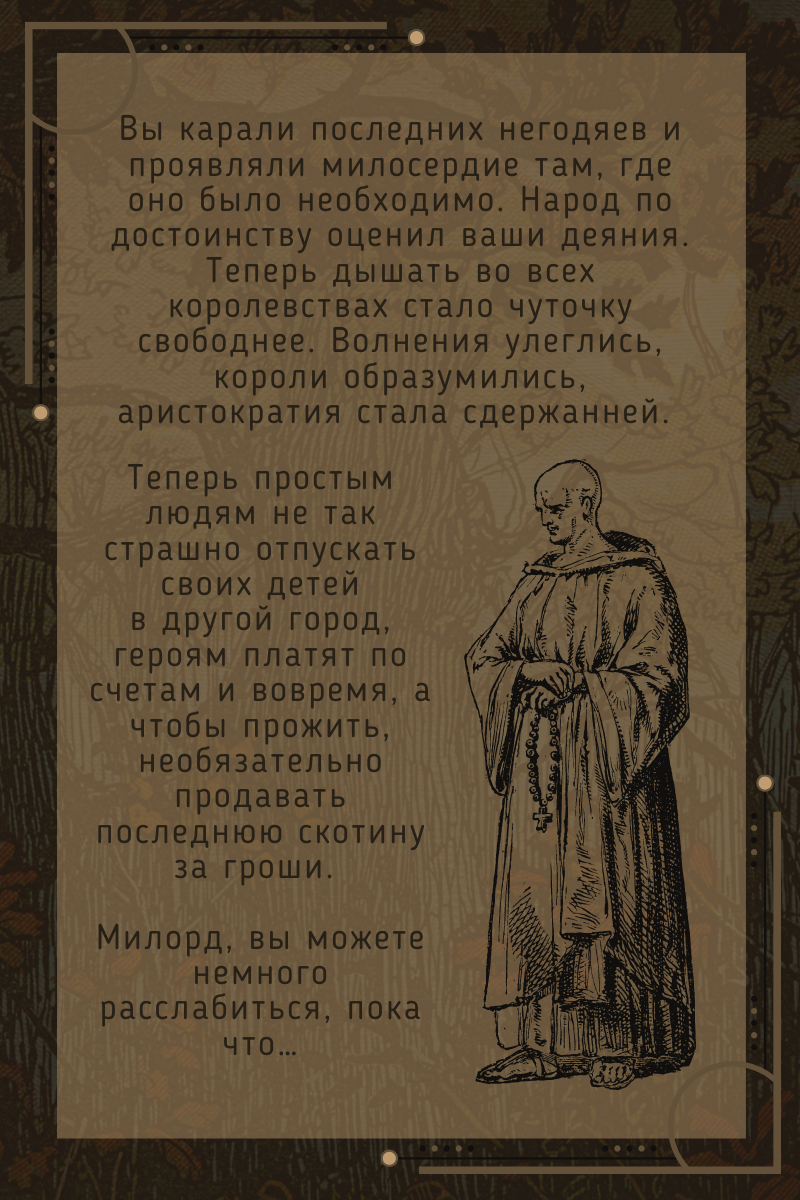 Вы карали последних негодяев и
проявляли милосердие там, где
оно было необходимо. Народ по
достоинству оценил ваши деяния.
Теперь дышать во всех
королевствах стало чуточку
свободнее. Волнения улеглись,
короли образумились,
аристократия стала сдержанней.
Теперь простым
людям не так
страшно отпускать
своих детей
в другой город,
героям платят по
счетам и вовремя, а
чтобы прожить,
необязательно
продавать
последнюю скотину
за гроши.
Милорд, вы можете
немного
расслабиться, пока
что…